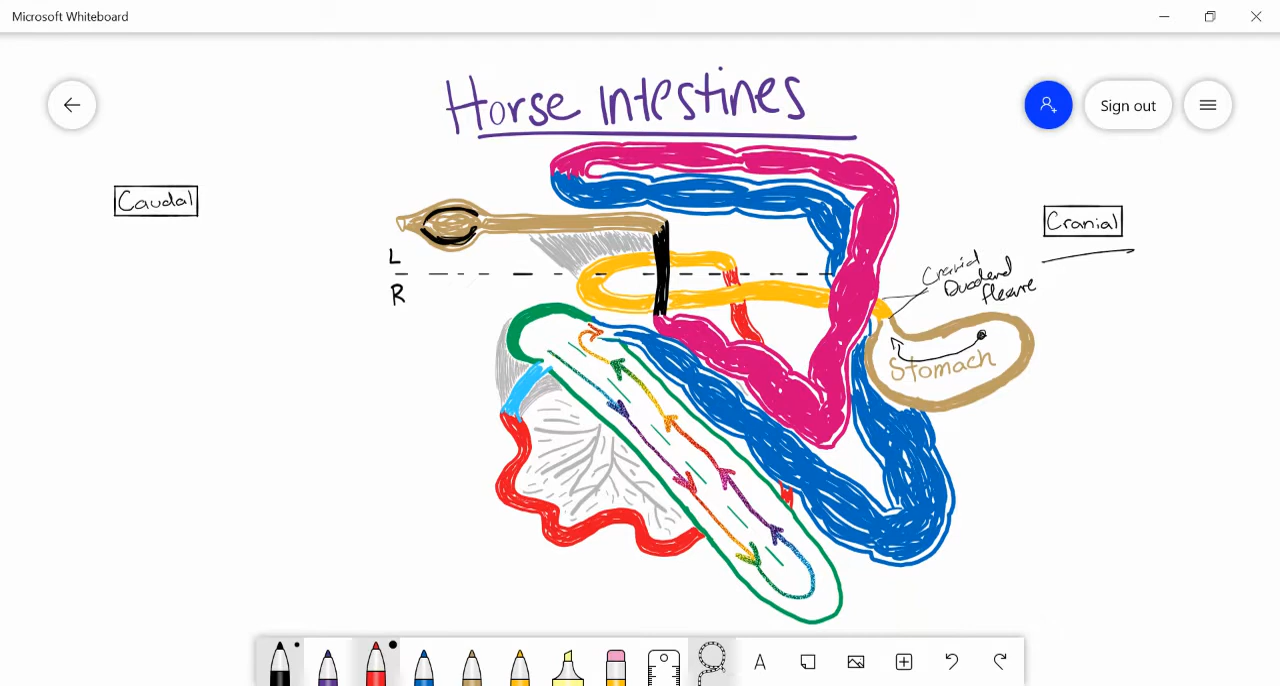 Microsoft Whiteboard
Horse Intestines
Sign out
Caudal
Cranial
L
R
Cranial
Duodenal
flexure
Stomach
A